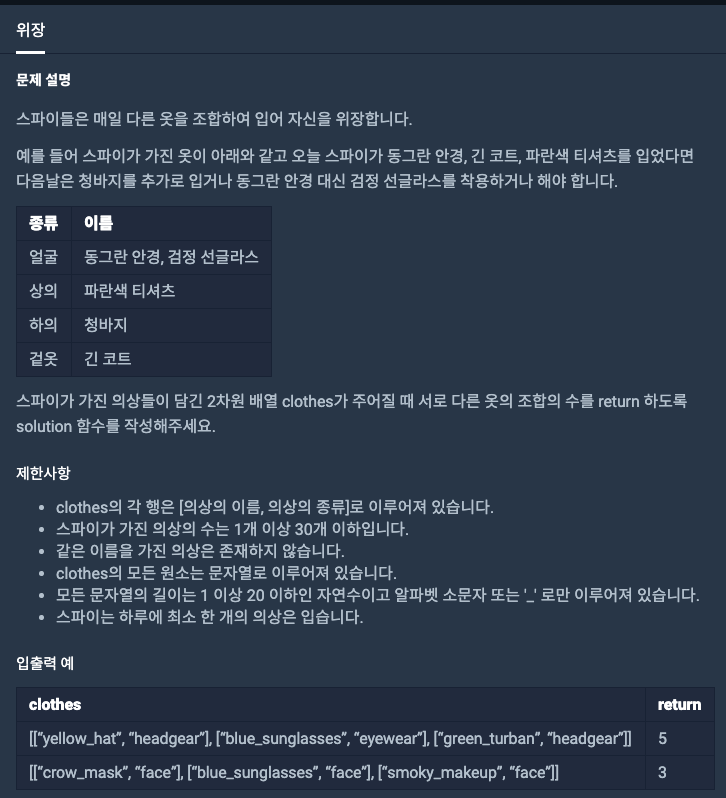 위장
문제 설명
스파이들은 매일 다른 옷을 조합하여 입어 자신을 위장합니다.
예를 들어 스파이가 가진 옷이 아래와 같고 오늘 스파이가 동그란 안경, 긴 코트, 파란색 티셔츠를 입었다면
다음날은 청바지를 추가로 입거나 동그란 안경 대신 검정 선글라스를 착용하거나 해야 합니다.
종류 이름
얼굴 동그란 안경, 검정 선글라스
상의 파란색 티셔츠
하의 청바지
겉옷 긴 코트
스파이가 가진 의상들이 담긴 2차원 배열 clothes가 주어질 때 서로 다른 옷의 조합의 수를 return 하도록
solution 함수를 작성해주세요.
제한사항
• clothes의 각 행은 [의상의 이름, 의상의 종류]로 이루어져 있습니다.
• 스파이가 가진 의상의 수는 1개 이상 30개 이하입니다.
• 같은 이름을 가진 의상은 존재하지 않습니다.
• clothes의 모든 원소는 문자열로 이루어져 있습니다.
• 모든 문자열의 길이는 1 이상 20 이하인 자연수이고 알파벳 소문자 또는 '_' 로만 이루어져 있습니다.
• 스파이는 하루에 최소 한 개의 의상은 입습니다.
입출력 예
clothes return
[["yellow_hat", "headgear"], ["blue_sunglasses", "eyewear"], ["green_turban", "headgear"]] 5
[["crow_mask", "face"], ["blue_sunglasses", "face"], ["smoky_makeup", "face"]] 3